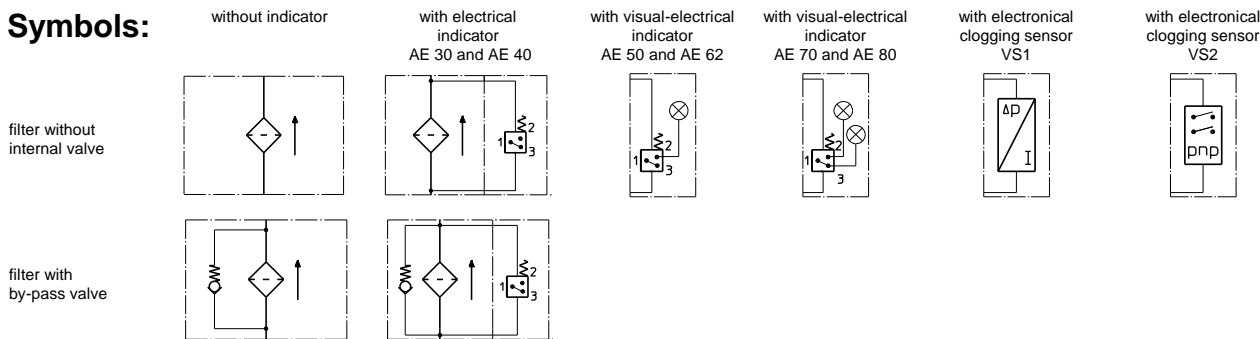 Symbols:
without indicator
with electrical
indicator
AE 30 and AE 40
with visual-electrical
indicator
AE 50 and AE 62
with visual-electrical
indicator
AE 70 and AE 80
with electronical
clogging sensor
VS1
with electronical
clogging sensor
VS2
filter without
internal valve
1 2 3
1 2 3
1 2 3
Δp
I
pnp
filter with
by-pass valve
1 2 3